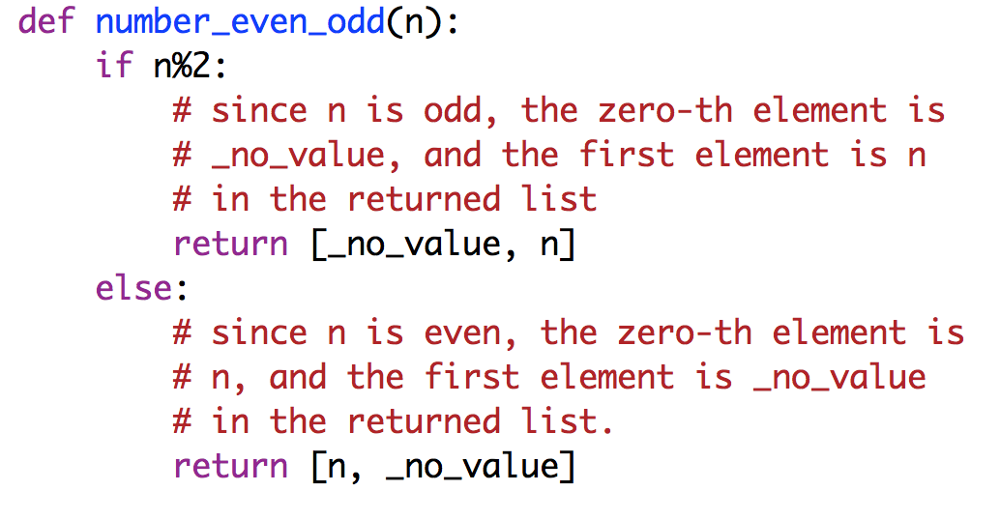 def number_even_odd(n):
    if n%2:
        # since n is odd, the zero-th element is
        # _no_value, and the first element is n
        # in the returned list
        return [_no_value, n]
    else:
        # since n is even, the zero-th element is
        # n, and the first element is _no_value
        # in the returned list.
        return [n, _no_value]